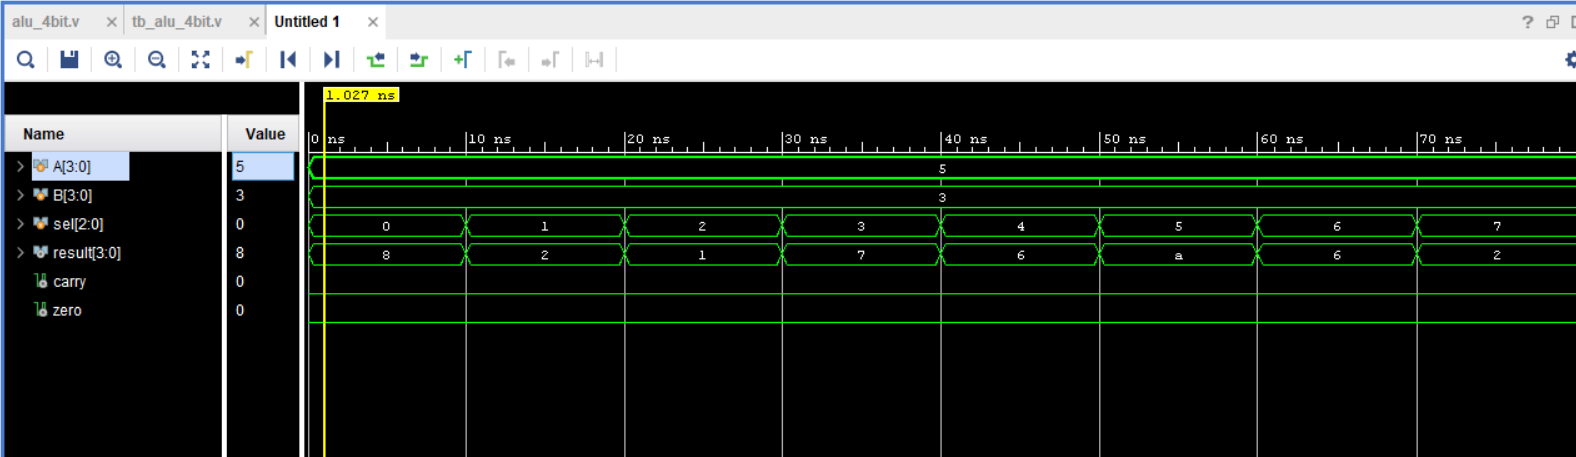 alu_4bit.v × tb_alu_4bit.v × Untitled 1 ×
?
1.027 ns
Name Value
0 ns 10 ns 20 ns 30 ns 40 ns 50 ns 60 ns 70 ns
A[3:0] 5 5
B[3:0] 3 3
sel[2:0] 0 0 1 2 3 4 5 6 7
result[3:0] 8 8 2 1 7 6 a 6 2
carry 0
zero 0